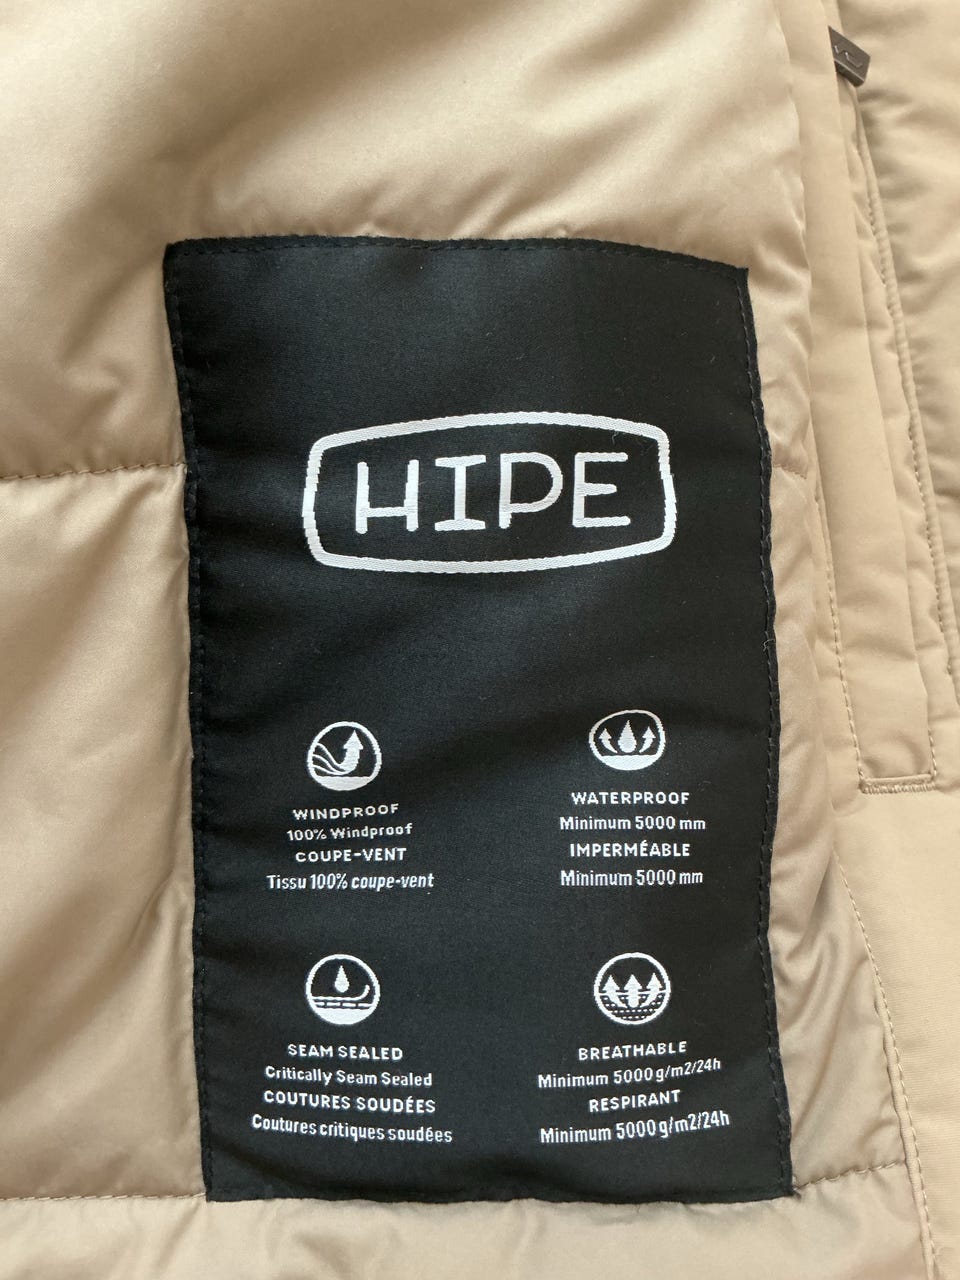 HIPE
WINDPROOF
100% Windproof
COUPE-VENT
Tissu 100% coupe-vent
WATERPROOF
Minimum 5000 mm
IMPERMÉABLE
Minimum 5000 mm
SEAM SEALED
Critically Seam Sealed
COUTURES SOUDÉES
Coutures critiques soudées
BREATHABLE
Minimum 5000 g/m2/24h
RESPIRANT
Minimum 5000 g/m2/24h